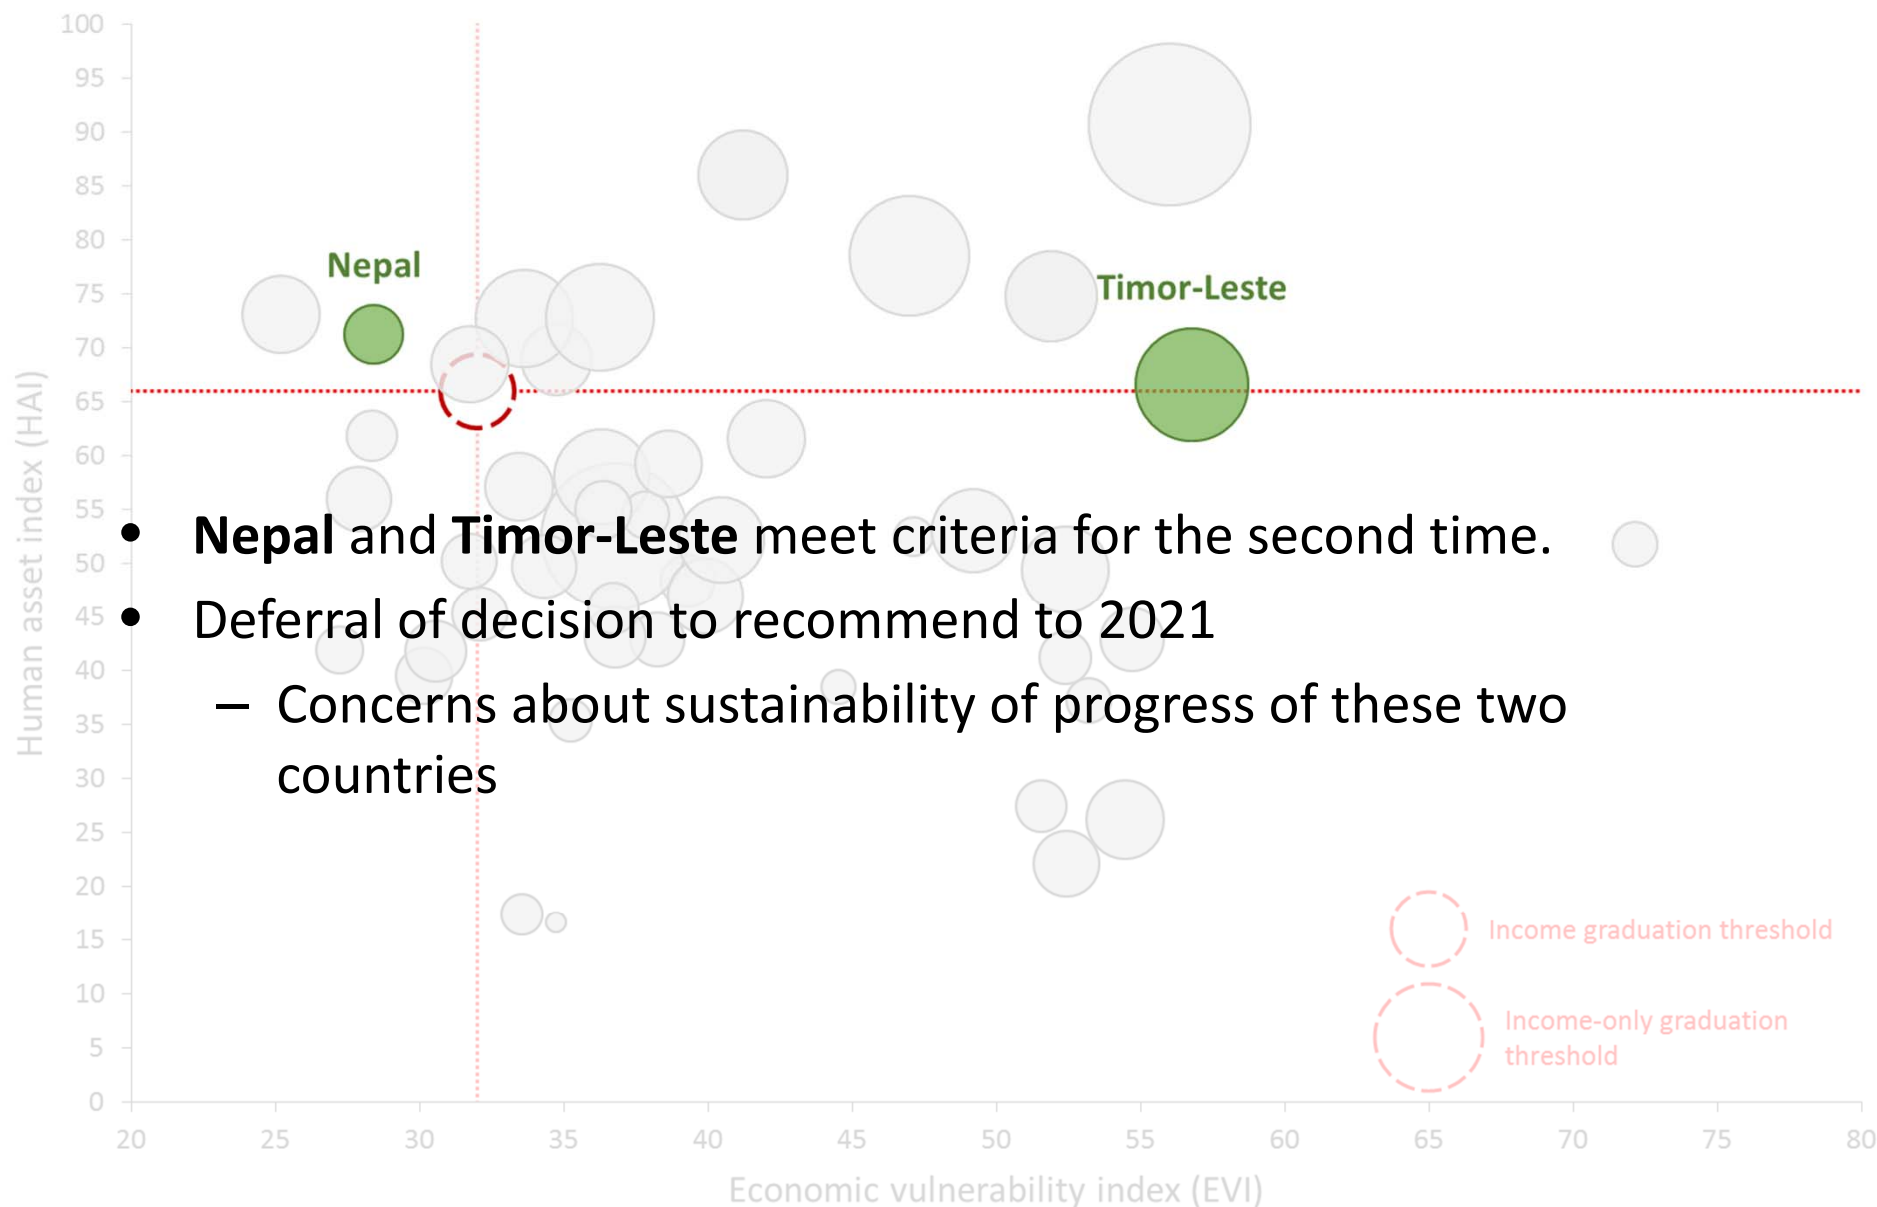 100
95
90
85
80
75
70
65
60
55
50
45
40
35
30
25
20
15
10
5
0
Human asset index (HAI)
Nepal
Timor-Leste
• Nepal and Timor-Leste meet criteria for the second time.
• Deferral of decision to recommend to 2021
– Concerns about sustainability of progress of these two
countries
Income graduation threshold
Income-only graduation
threshold
20 25 30 35 40 45 50 55 60 65 70 75 80
Economic vulnerability index (EVI)